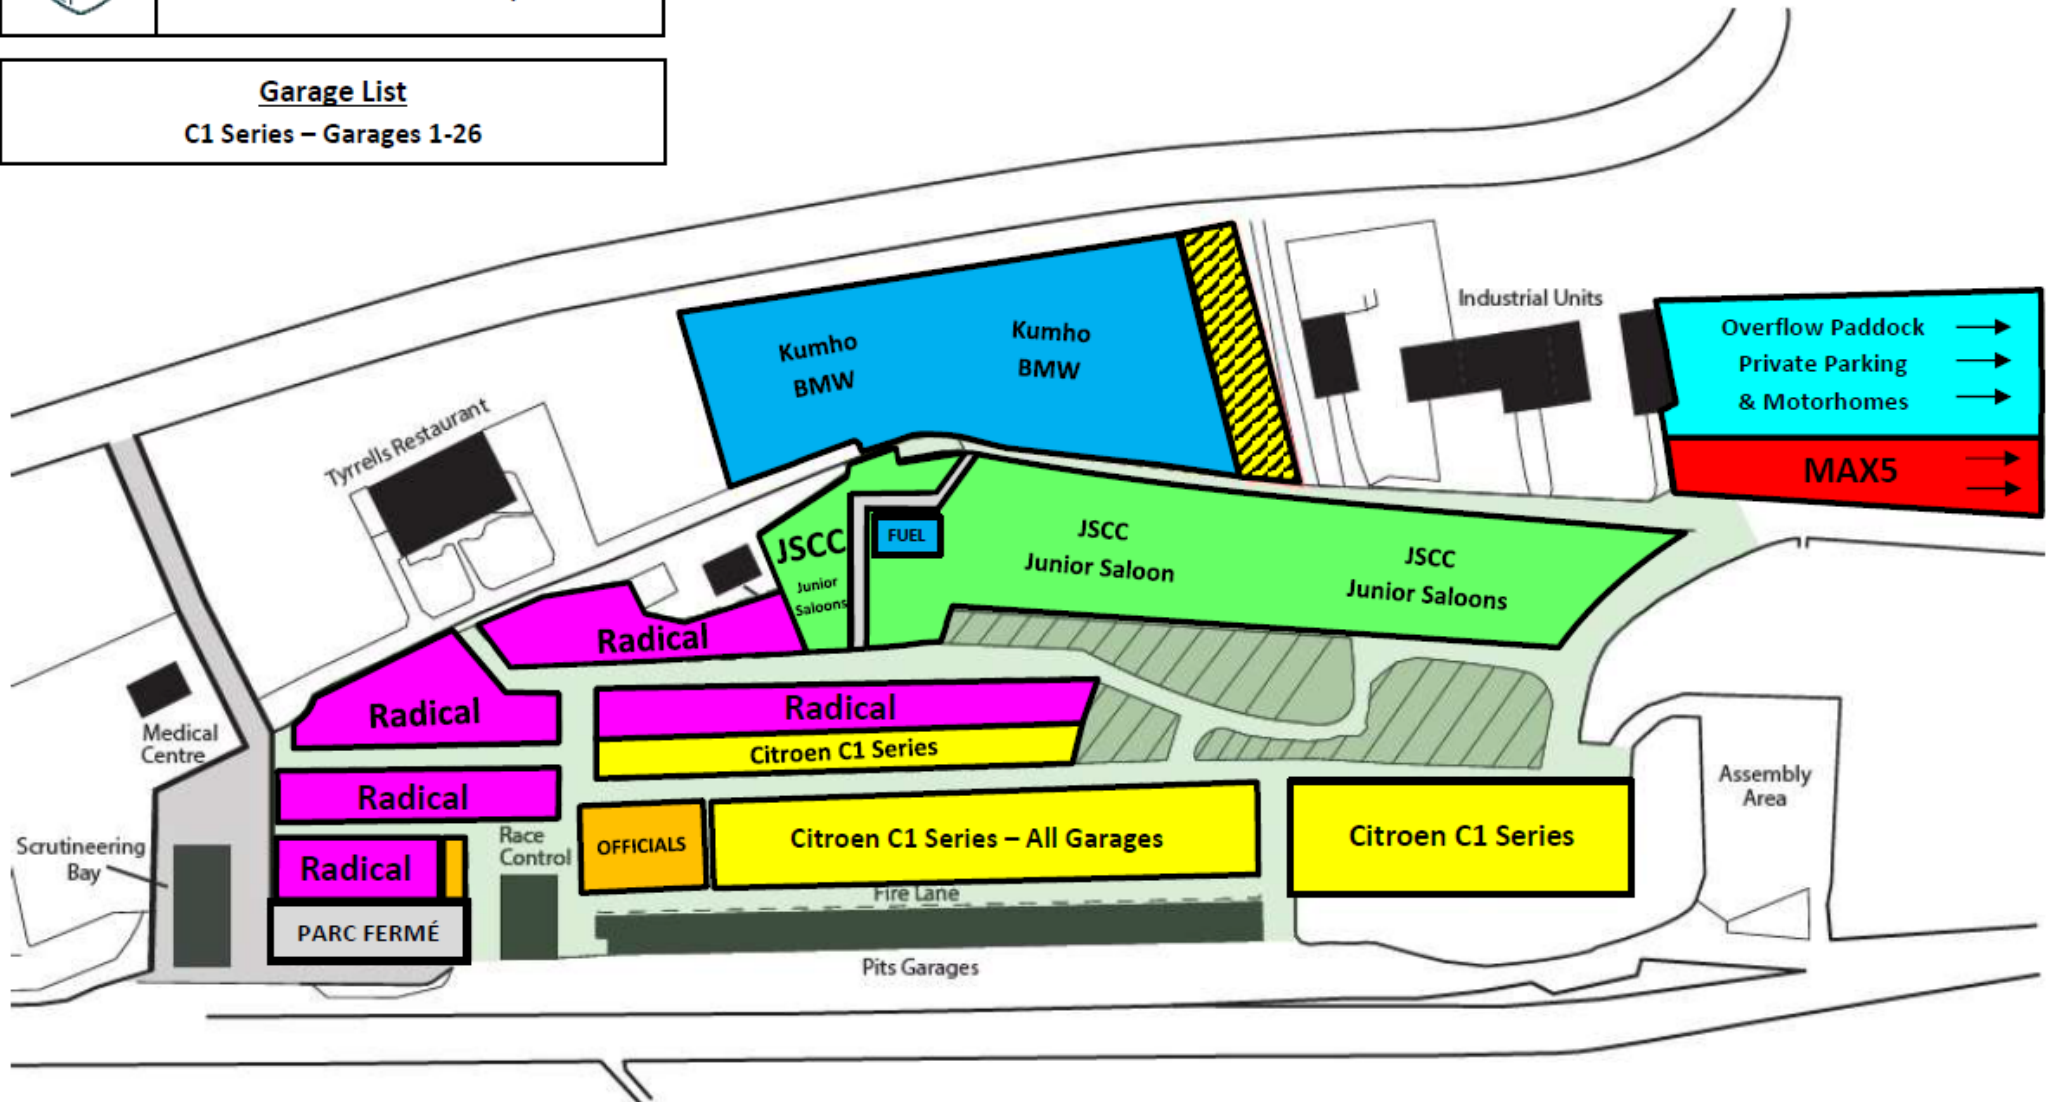 Garage List
C1 Series – Garages 1-26
Kumho
BMW
Kumho
BMW
Industrial Units
Overflow Paddock
Private Parking
& Motorhomes
MAX5
Tyrrells Restaurant
FUEL
JSCC
Junior
Saloons
JSCC
Junior Saloon
JSCC
Junior Saloons
Radical
Radical
Radical
Citroen C1 Series
Medical
Centre
Radical
Assembly
Area
Scrutineering
Bay
Radical
Race
Control
OFFICIALS
Citroen C1 Series – All Garages
Citroen C1 Series
Fire Lane
PARC FERMÉ
Pits Garages